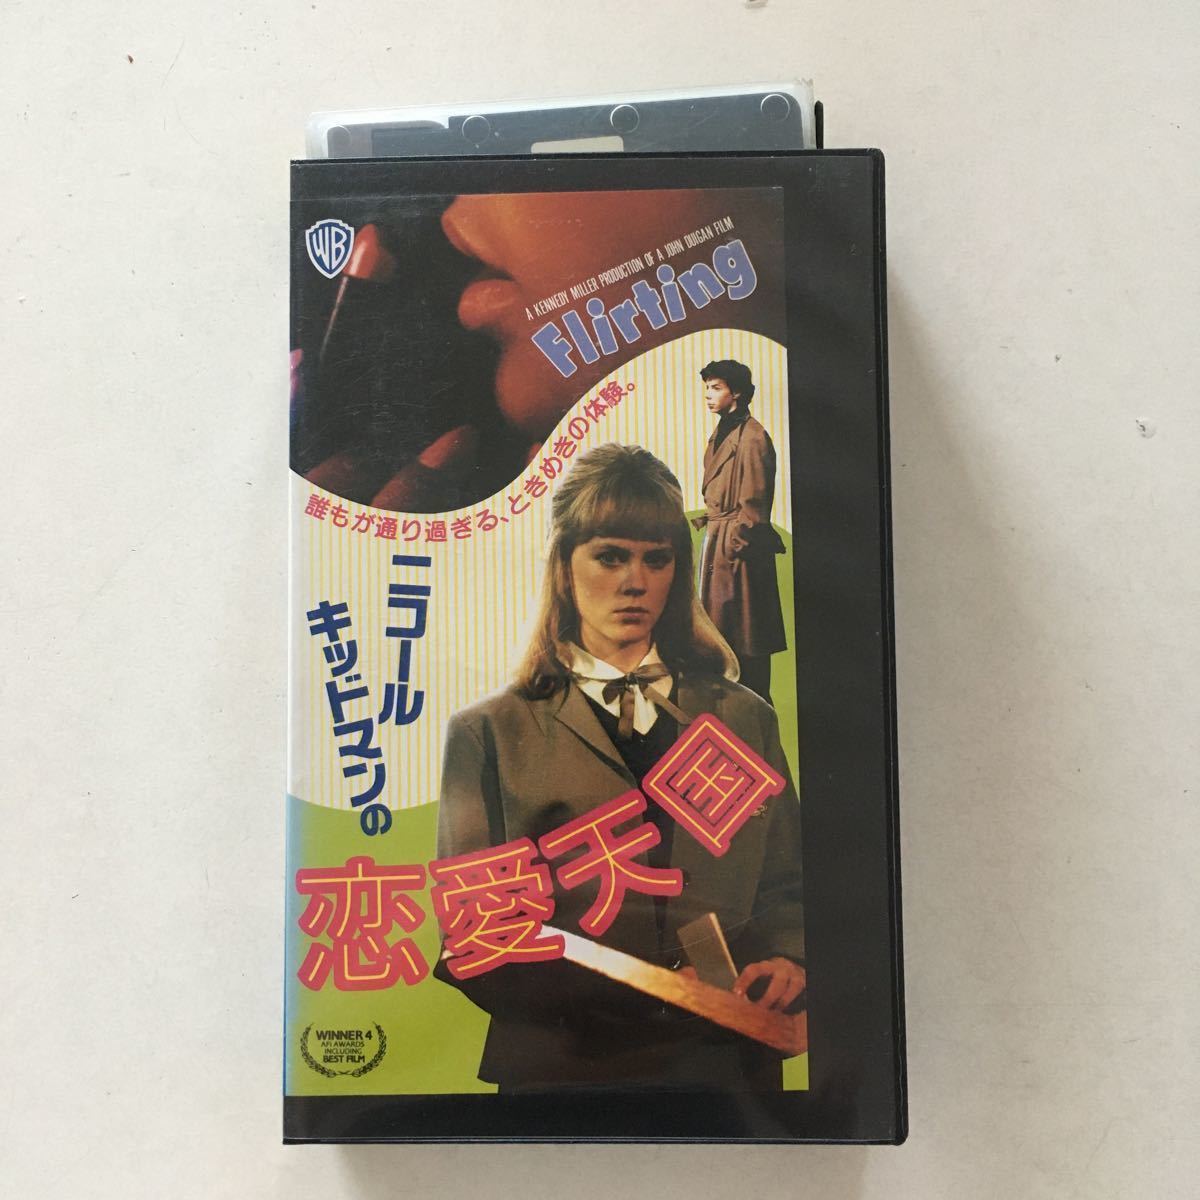 WB
A KENNEDY MILLER PRODUCTION OF A JOHN DUIGAN FILM
Flirting
誰もが通り過ぎる、ときめきの体験。
ニコール
キッドマンの
恋愛天国
WINNER 4
AFI AWARDS
INCLUDING
BEST FILM